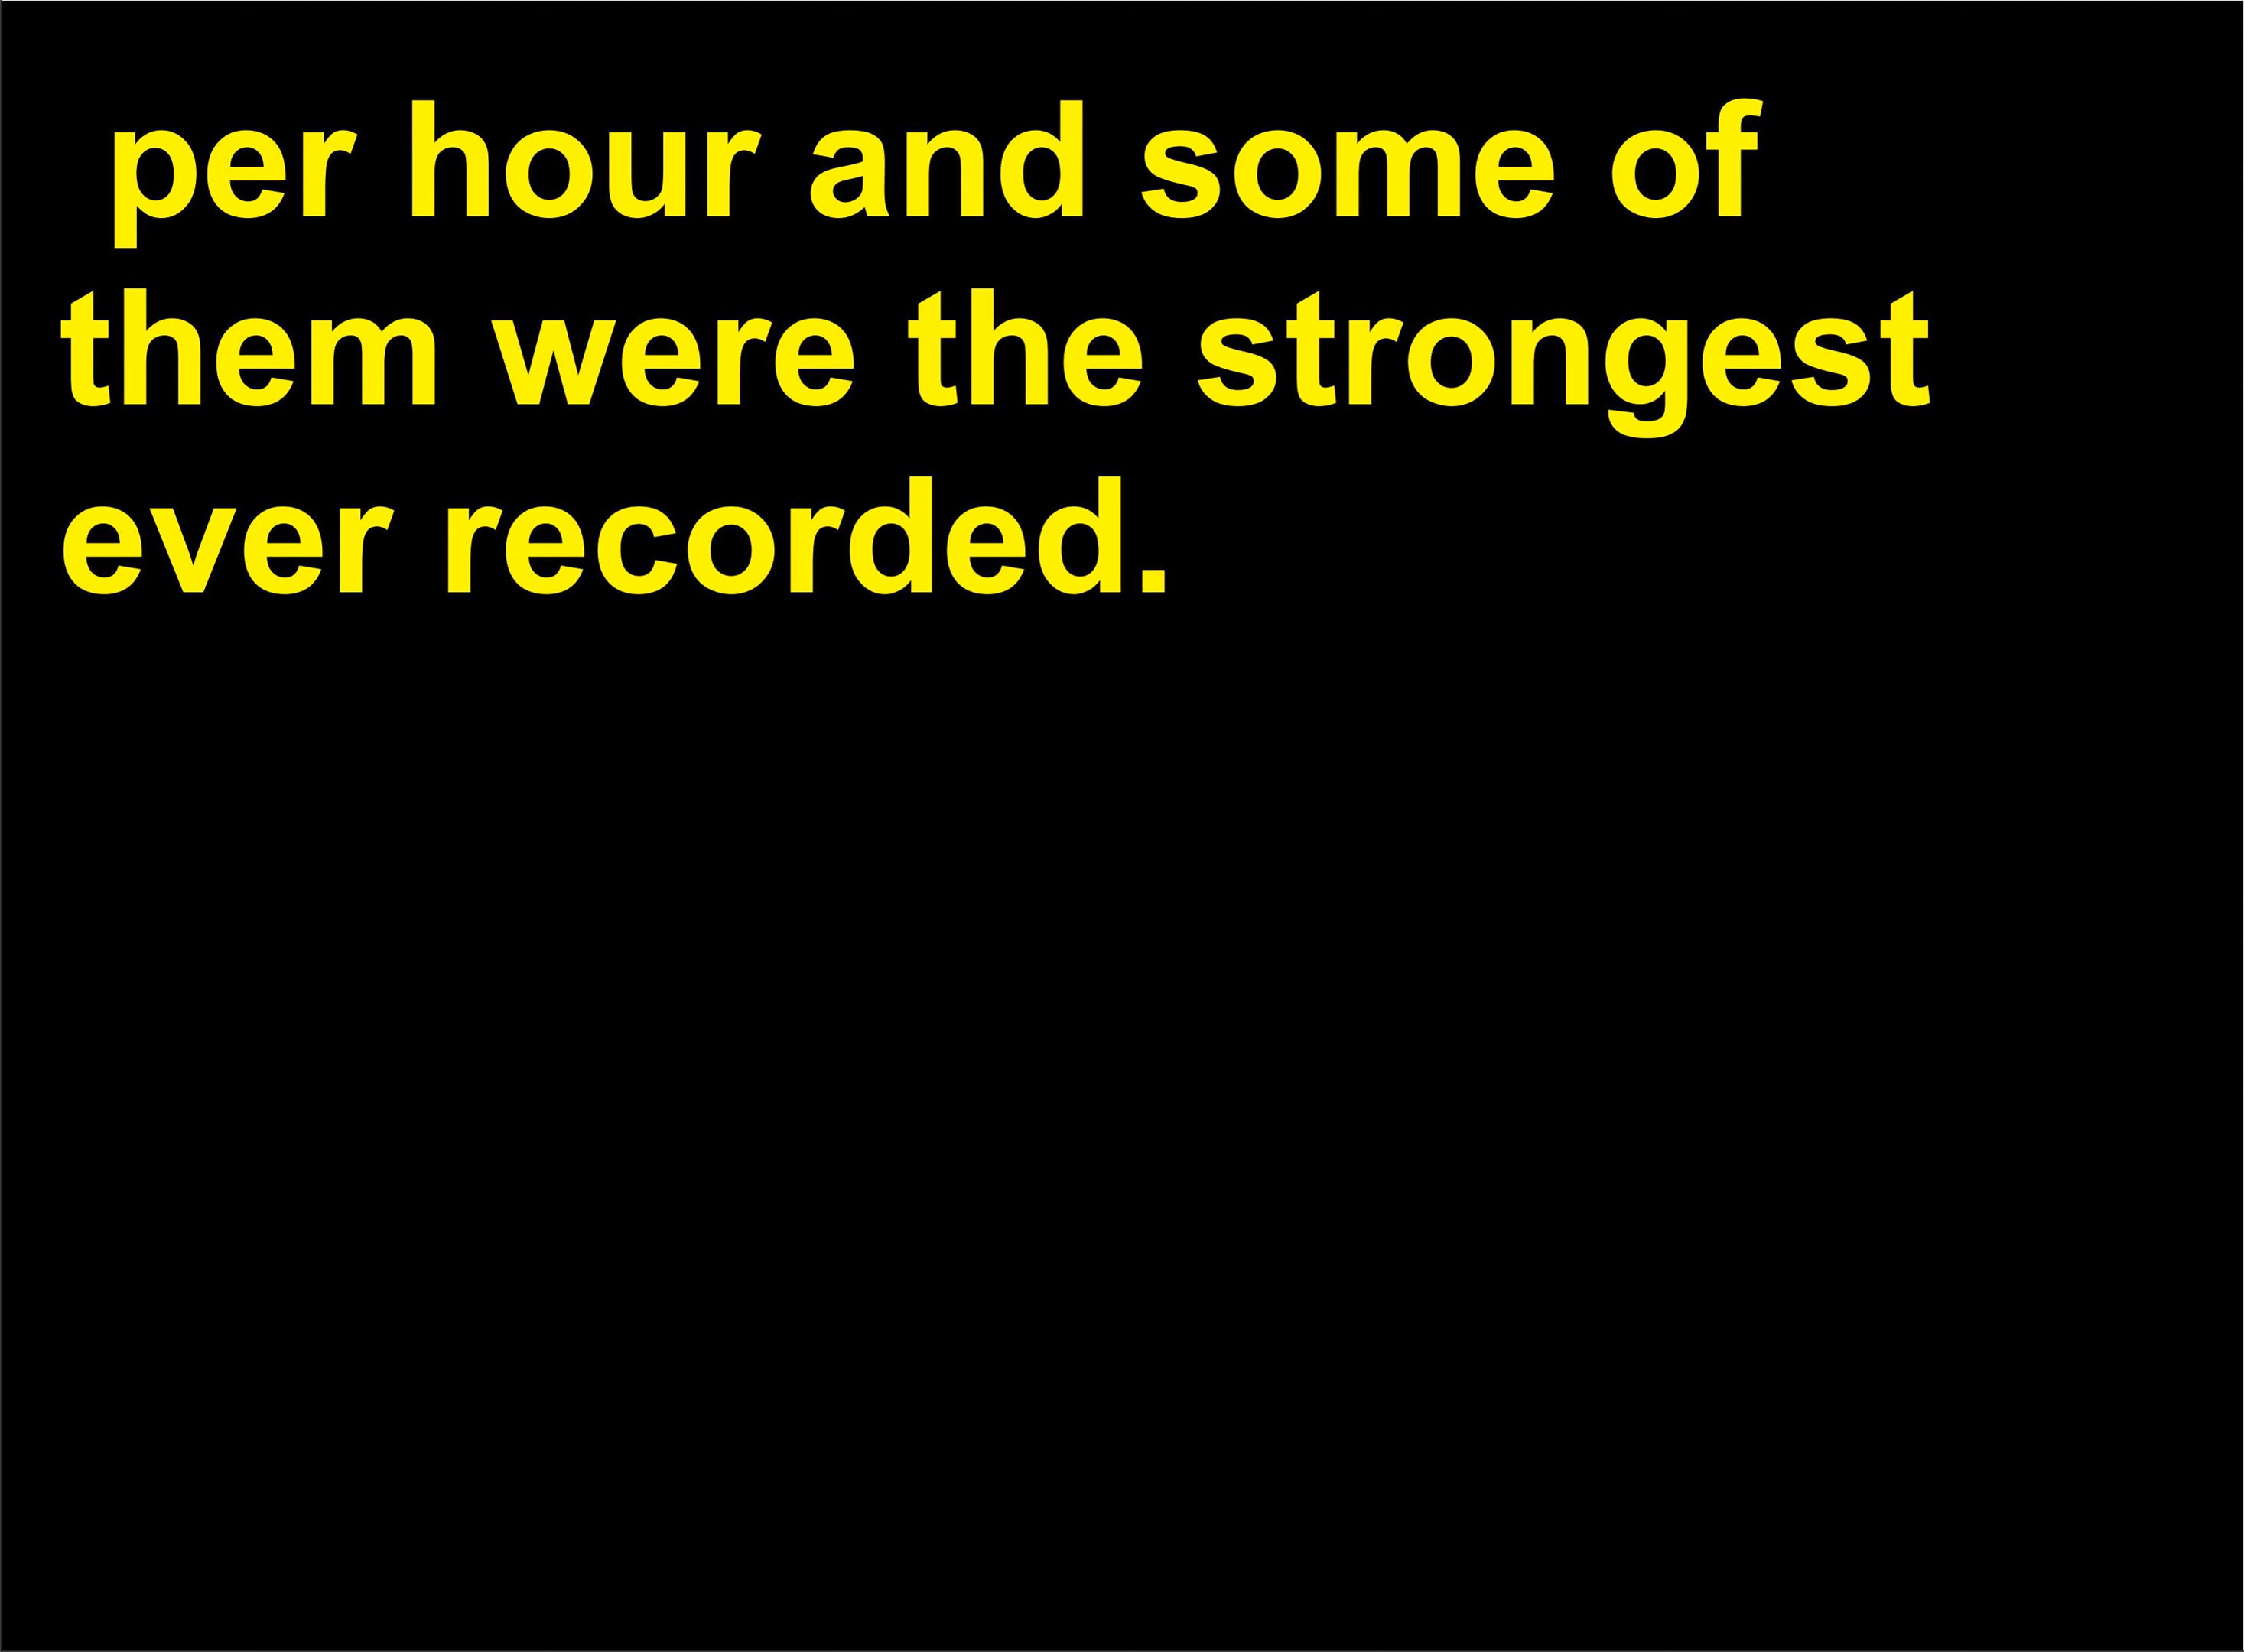 per hour and some of
them were the strongest
ever recorded.